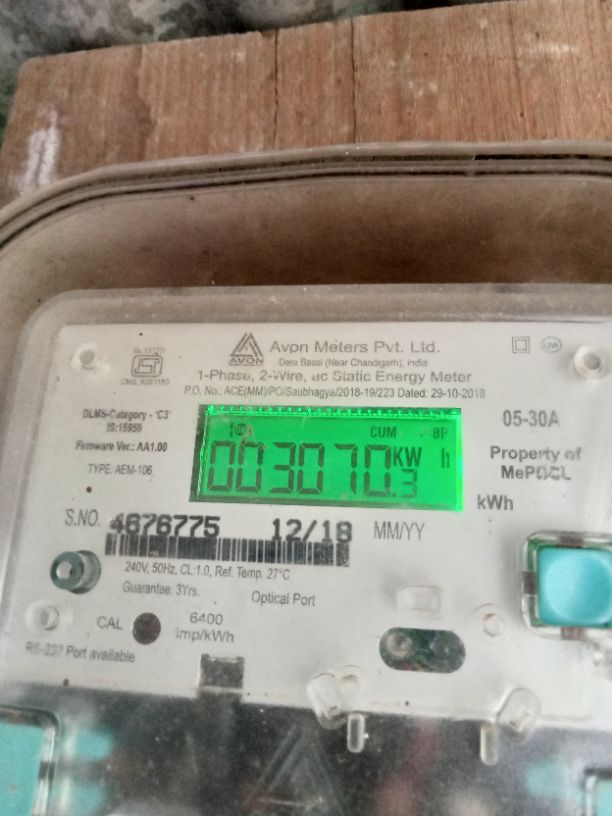 AVON
Avon Meters Pvt. Ltd.
Dera Bassi (Near Chandigarh), India
1-Phase, 2-Wire, ac Static Energy Meter
P.O. No.: ACE(MM)/PO/Saubhagya/2018-19/223 Dated: 29-10-2018
DLMS-Category - 'C3'
IS:15959
Firmware Ver.: AA1.00
TYPE: AEM-106
CUM BP
003070.3 KW h
05-30A
Property of
MePDCL
kWh
S.NO. 4676775 12/18 MM/YY
240V, 50Hz, CL:1.0, Ref. Temp. 27°C
Guarantee: 3Yrs.
Optical Port
CAL
6400
imp/kWh
RS-232 Port available